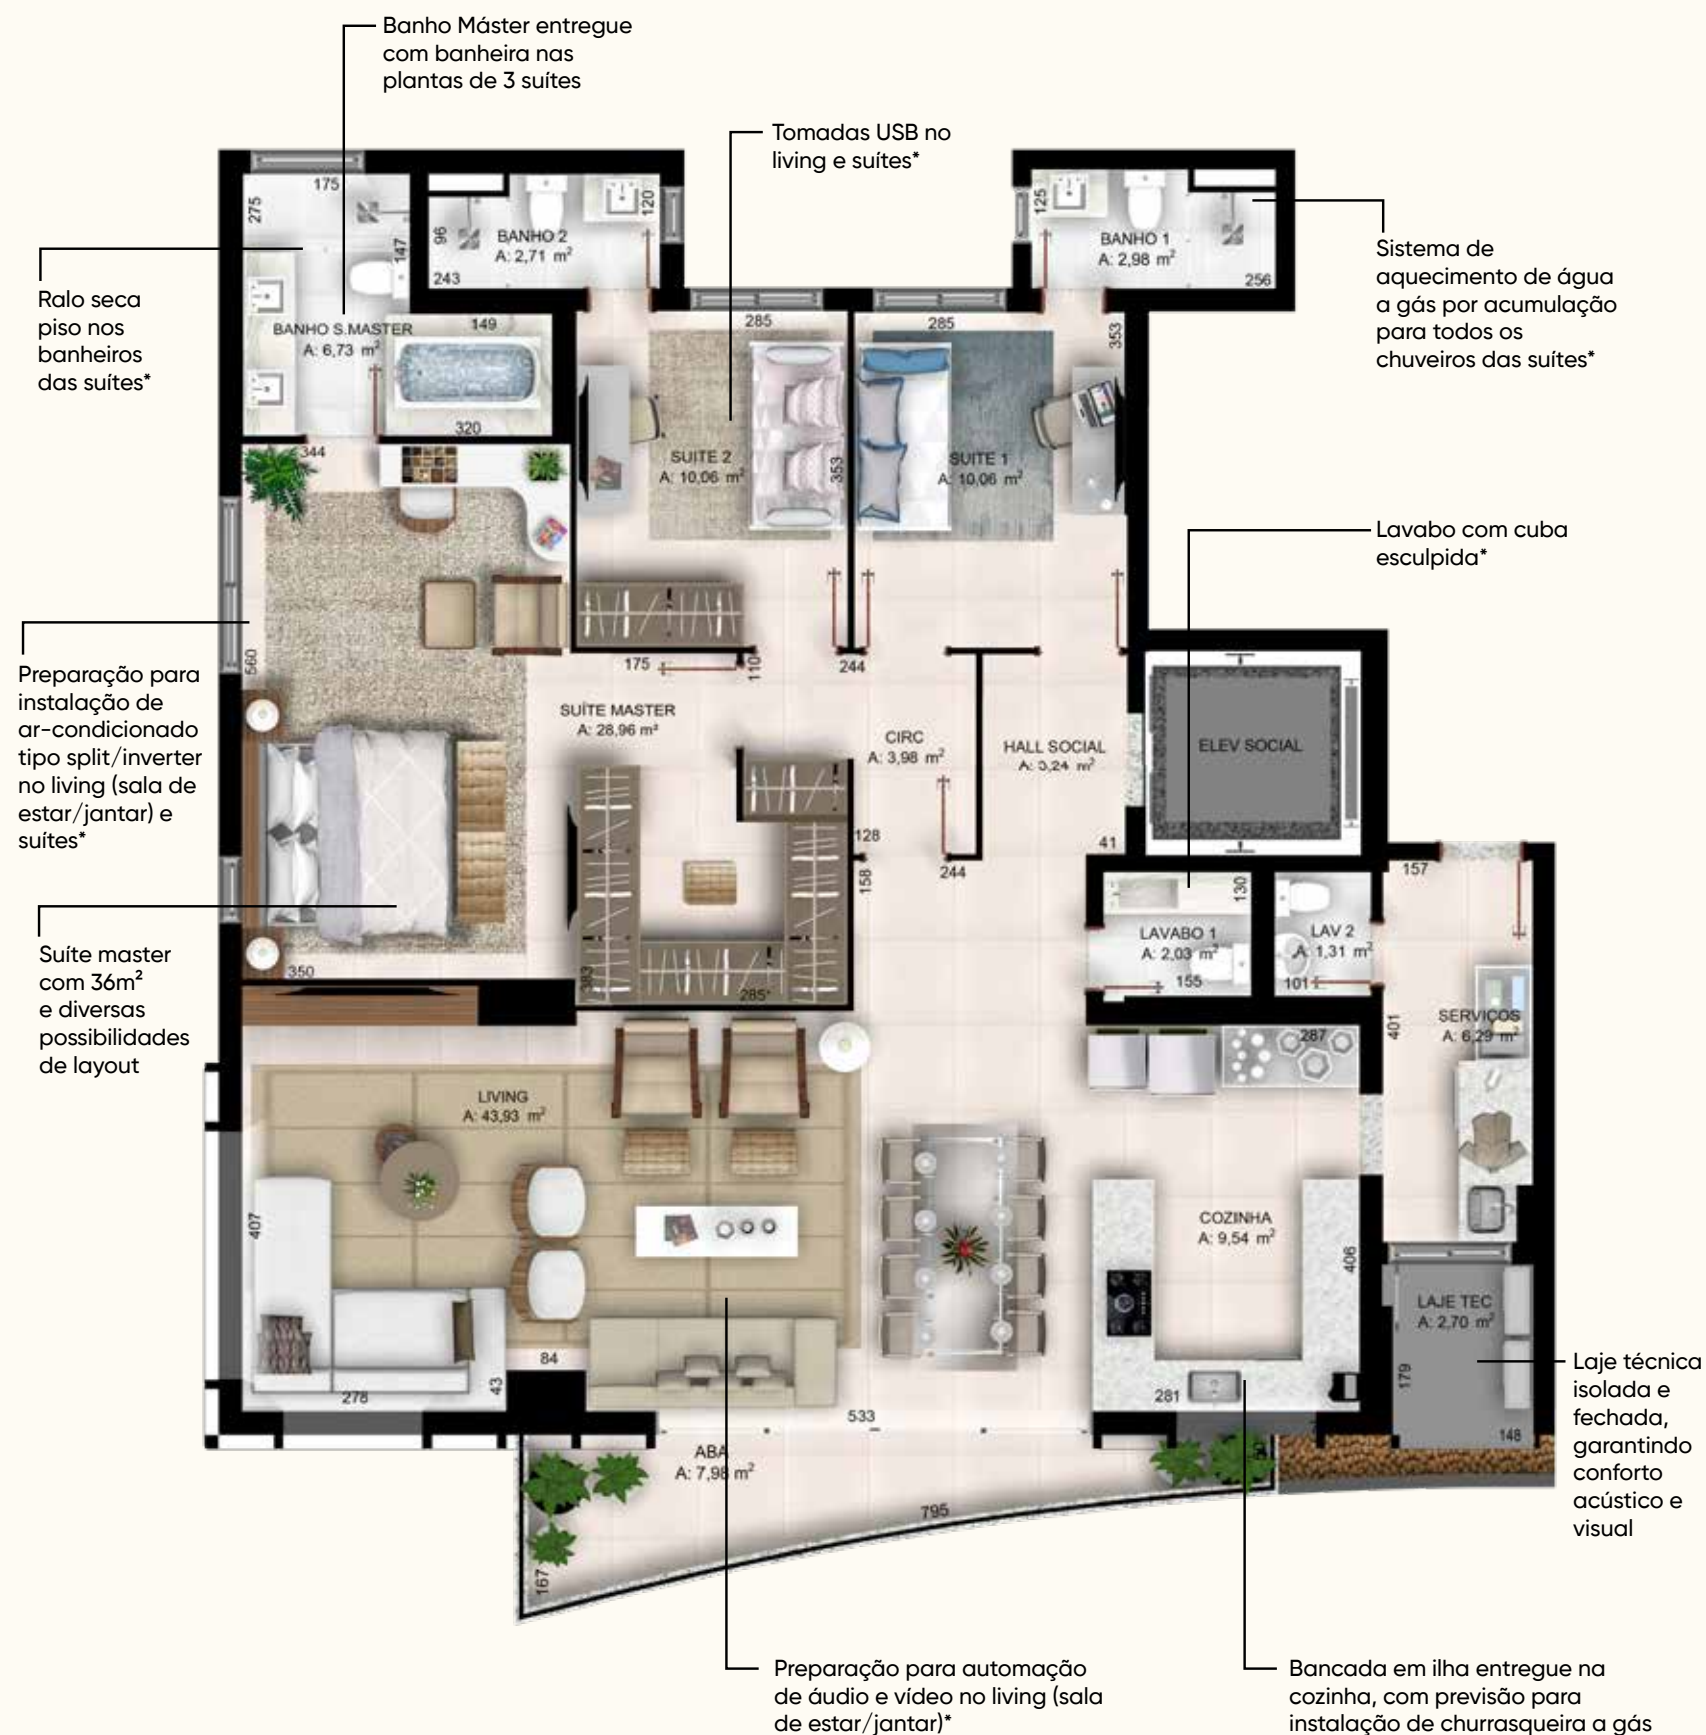 Banho Máster entregue
com banheira nas
plantas de 3 suítes
Tomadas USB no
living e suítes*
Sistema de
aquecimento de água
a gás por acumulação
para todos os
chuveiros das suítes*
Ralo seca
piso nos
banheiros
das suítes*
Lavabo com cuba
esculpida*
Preparação para
instalação de
ar-condicionado
tipo split/inverter
no living (sala de
estar/jantar) e
suítes*
Suíte master
com 36m²
e diversas
possibilidades
de layout
Laje técnica
isolada e
fechada,
garantindo
conforto
acústico e
visual
Preparação para automação
de áudio e vídeo no living (sala
de estar/jantar)*
Bancada em ilha entregue na
cozinha, com previsão para
instalação de churrasqueira a gás
175
275
147
BANHO S.MASTER
A: 6,73 m²
149
320
96
BANHO 2
A: 2,71 m²
120
243
125
BANHO 1
A: 2,98 m²
256
285
SUITE 2
A: 10,06 m²
353
285
353
SUITE 1
A: 10,06 m²
344
560
175
110
244
SUÍTE MASTER
A: 28,96 m²
350
383
285
CIRC
A: 3,98 m²
128
158
244
HALL SOCIAL
41
ELEV SOCIAL
LAVABO 1
A: 2,03 m²
130
155
LAV 2
A: 1,31 m²
101
157
401
SERVIÇOS
A: 6,29 m²
287
LIVING
A: 43,93 m²
407
84
43
278
533
COZINHA
A: 9,54 m²
406
281
LAJE TEC
A: 2,70 m²
179
148
ABA
A: 7,98 m²
795
167